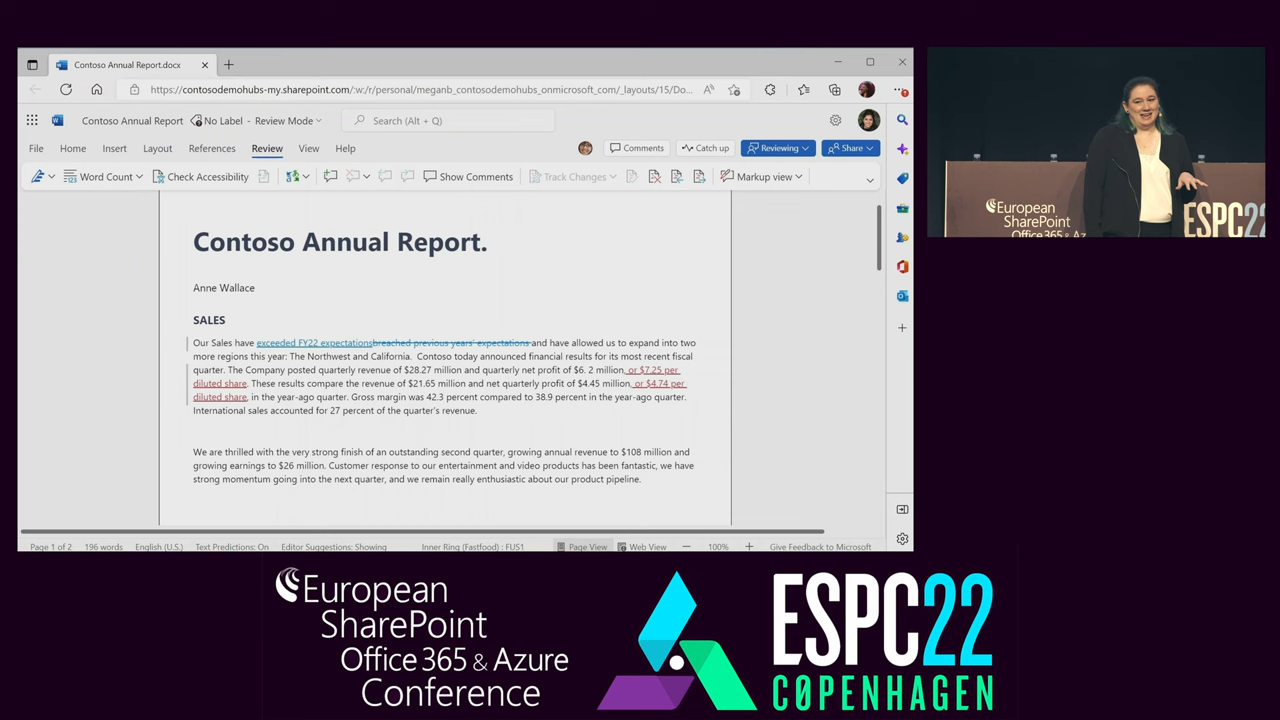 Contoso Annual Report.docx
https://contosodemohubs-my.sharepoint.com/:w:/r/personal/meganb_contosodemohubs_onmicrosoft_com/_layouts/15/Do...
Contoso Annual Report No Label - Review Mode
Search (Alt + Q)
File Home Insert Layout References Review View Help
Comments Catch up Reviewing Share
Word Count Check Accessibility Show Comments Track Changes Markup view
Contoso Annual Report.
Anne Wallace
SALES
Our Sales have exceeded FY22 expectationsbreached previous years' expectations and have allowed us to expand into two
more regions this year: The Northwest and California. Contoso today announced financial results for its most recent fiscal
quarter. The Company posted quarterly revenue of $28.27 million and quarterly net profit of $6. 2 million, or $7.25 per
diluted share. These results compare the revenue of $21.65 million and net quarterly profit of $4.45 million, or $4.74 per
diluted share, in the year-ago quarter. Gross margin was 42.3 percent compared to 38.9 percent in the year-ago quarter.
International sales accounted for 27 percent of the quarter's revenue.
We are thrilled with the very strong finish of an outstanding second quarter, growing annual revenue to $108 million and
growing earnings to $26 million. Customer response to our entertainment and video products has been fantastic, we have
strong momentum going into the next quarter, and we remain really enthusiastic about our product pipeline.
Page 1 of 2 196 words English (U.S.) Text Predictions: On Editor Suggestions: Showing Inner Ring (Fastfood) : FUS1 Page View Web View 100% Give Feedback to Microsoft
European
SharePoint
Office 365 & Az
ESPC22
European
SharePoint
Office 365 & Azure
Conference
ESPC22
CØPENHAGEN